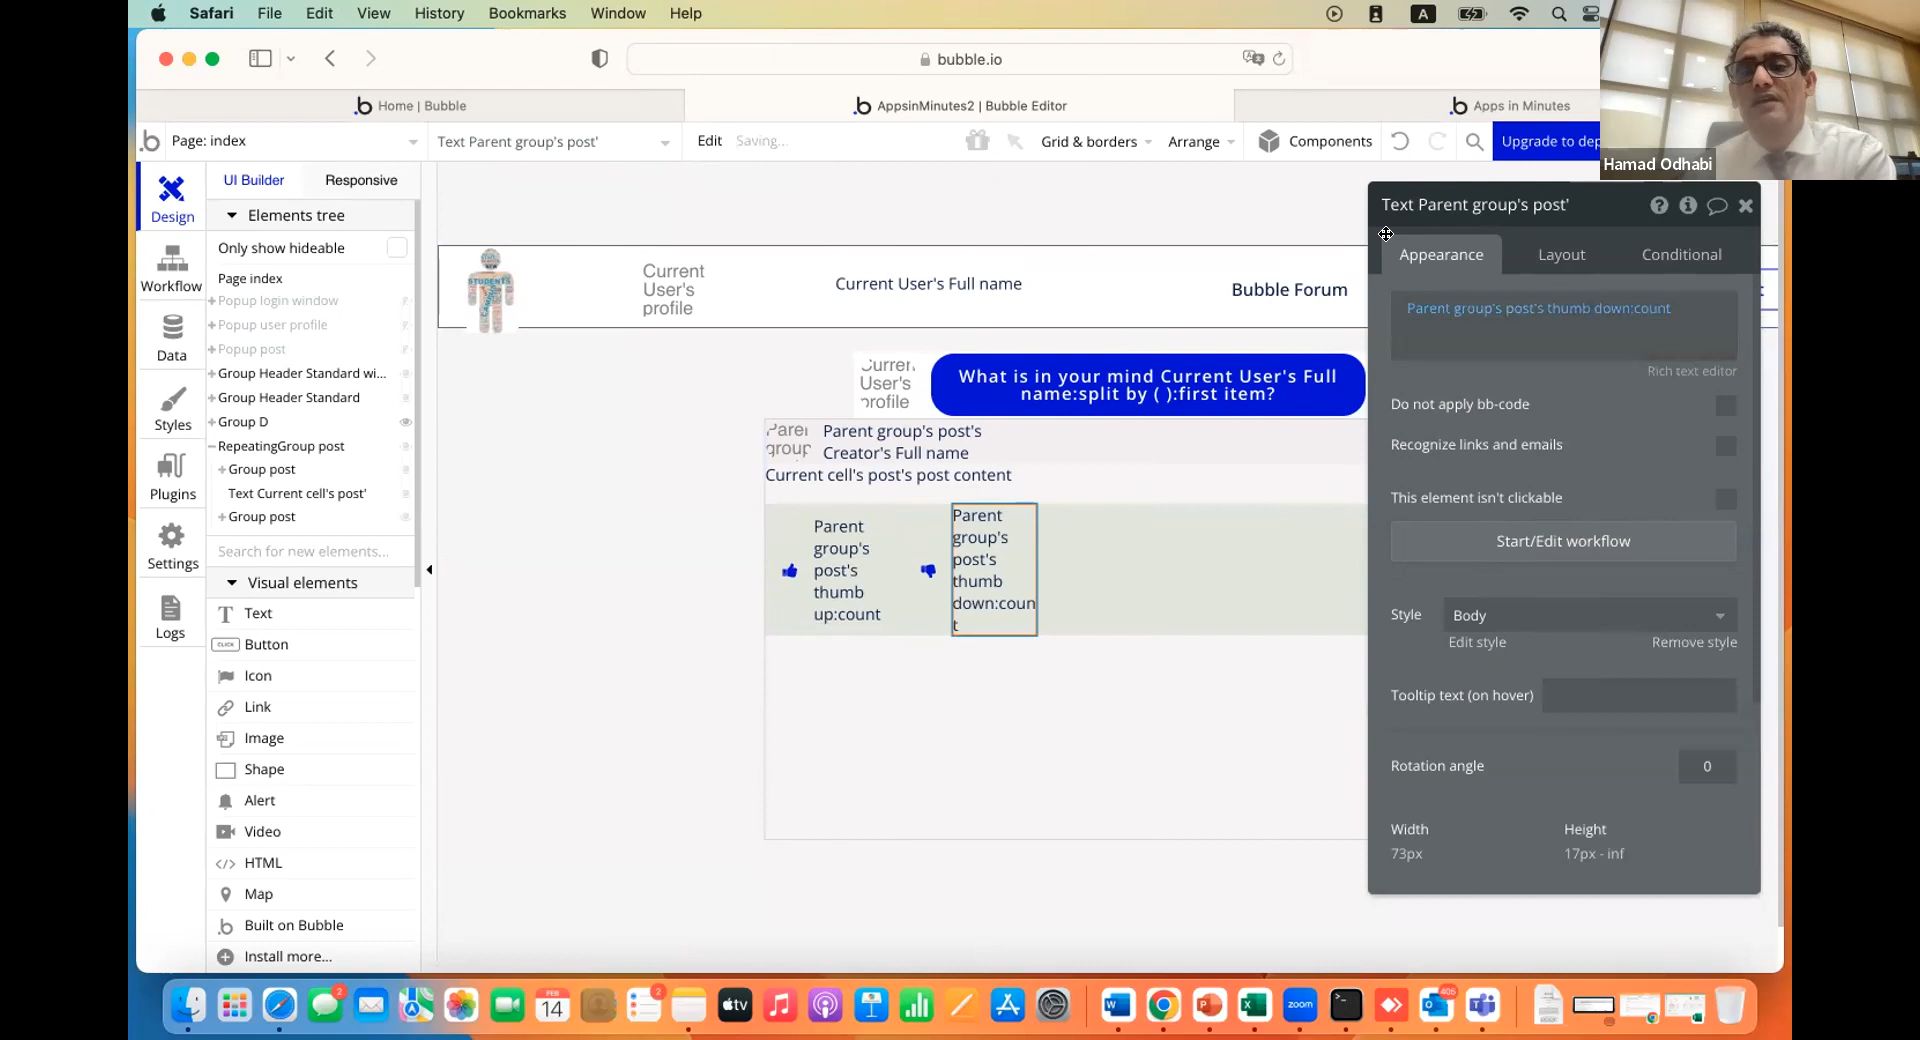 Safari File Edit View History Bookmarks Window Help
A
bubble.io
Home | Bubble
AppsinMinutes2 | Bubble Editor
Apps in Minutes
Page: index
Text Parent group's post'
Edit Saving...
Grid & borders
Arrange
Components
Upgrade to dep
Hamad Odhabi
Design
Workflow
Data
Styles
Plugins
Settings
Logs
UI Builder
Responsive
Elements tree
Only show hideable
Page index
Popup login window
Popup user profile
Popup post
Group Header Standard wi...
Group Header Standard
Group D
RepeatingGroup post
Group post
Text Current cell's post'
Group post
Search for new elements...
Visual elements
Text
CLICK Button
Icon
Link
Image
Shape
Alert
Video
HTML
Map
Built on Bubble
Install more...
STUDENTS
Current
User's
profile
Current User's Full name
Bubble Forum
User's
What is in your mind Current User's Full
name:split by ( ):first item?
Parent group's post's
Creator's Full name
Current cell's post's post content
Parent
group's
post's
thumb
up:count
Parent
group's
post's
thumb
down:coun
t
Text Parent group's post'
Appearance
Layout
Conditional
Parent group's post's thumb down:count
Rich text editor
Do not apply bb-code
Recognize links and emails
This element isn't clickable
Start/Edit workflow
Style Body
Edit style Remove style
Tooltip text (on hover)
Rotation angle 0
Width Height
73px 17px - inf
2
FEB
14
2
tv
zoom
405